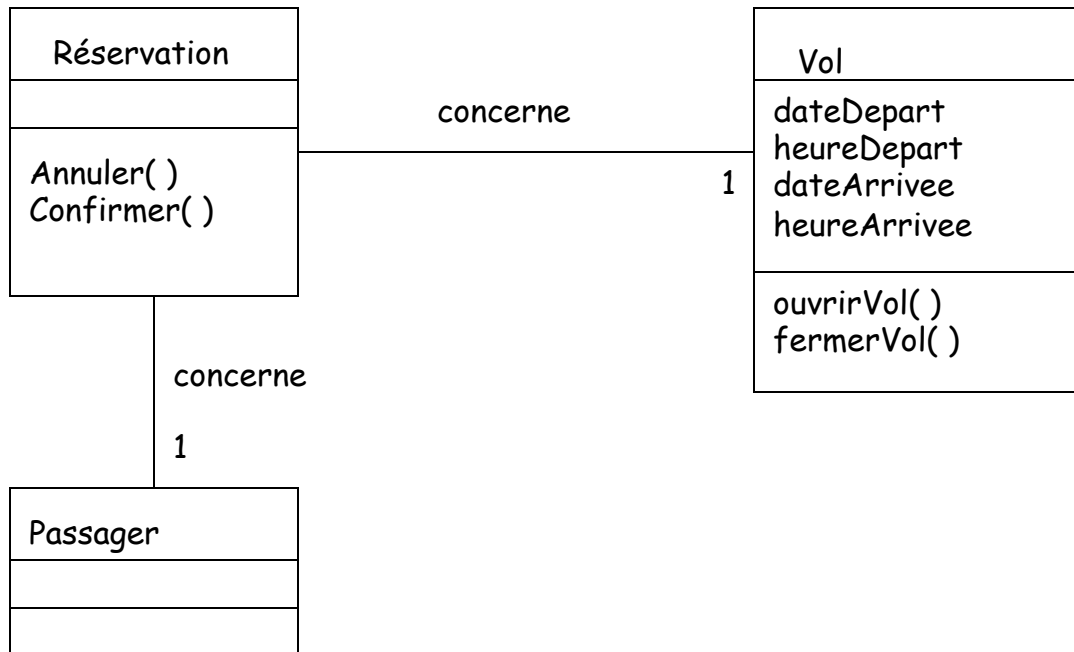 Réservation
Annuler( )
Confirmer( )
concerne
1
Vol
dateDepart
heureDepart
dateArrivee
heureArrivee
ouvrirVol( )
fermerVol( )
concerne
1
Passager